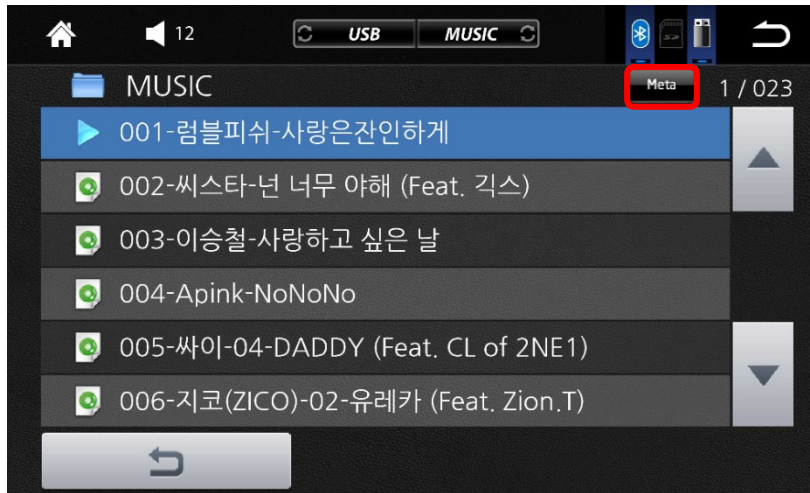 12 USB MUSIC
MUSIC Meta 1 / 023
001-럼블피쉬-사랑은잔인하게
002-씨스타-넌 너무 야해 (Feat. 긱스)
003-이승철-사랑하고 싶은 날
004-Apink-NoNoNo
005-싸이-04-DADDY (Feat. CL of 2NE1)
006-지코(ZICO)-02-유레카 (Feat. Zion.T)